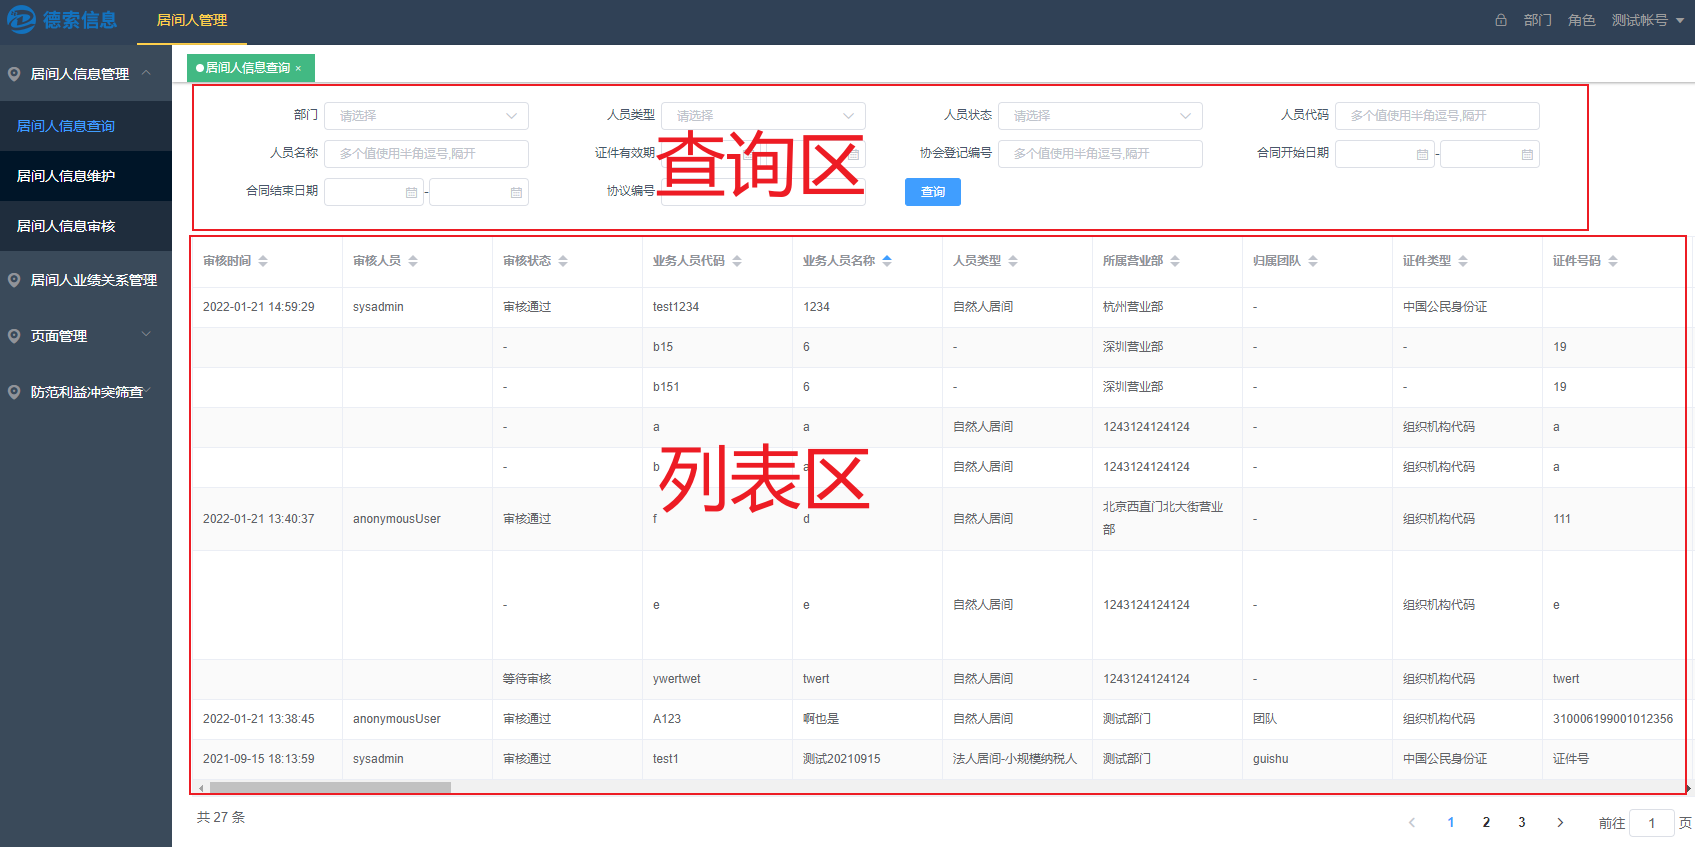 德索信息
居间人管理
部门 角色 测试帐号
居间人信息管理
居间人信息查询
居间人信息维护
居间人信息审核
居间人业绩关系管理
页面管理
防范利益冲突筛查
居间人信息查询 ×
部门 请选择 人员类型 请选择 人员状态 请选择 人员代码 多个值使用半角逗号,隔开
人员名称 多个值使用半角逗号,隔开 证件有效期 协会登记编号 多个值使用半角逗号,隔开 合同开始日期 -
合同结束日期 - 协议编号 查询
查询区
审核时间 审核人员 审核状态 业务人员代码 业务人员名称 人员类型 所属营业部 归属团队 证件类型 证件号码
2022-01-21 14:59:29 sysadmin 审核通过 test1234 1234 自然人居间 杭州营业部 - 中国公民身份证
- b15 6 - 深圳营业部 - - 19
- b151 6 - 深圳营业部 - - 19
- a a 自然人居间 1243124124124 - 组织机构代码 a
- b a 自然人居间 1243124124124 - 组织机构代码 a
列表区
2022-01-21 13:40:37 anonymousUser 审核通过 f d 自然人居间 北京西直门北大街营业部 - 组织机构代码 111
- e e 自然人居间 1243124124124 - 组织机构代码 e
等待审核 ywertwet twert 自然人居间 1243124124124 - 组织机构代码 twert
2022-01-21 13:38:45 anonymousUser 审核通过 A123 啊也是 自然人居间 测试部门 团队 组织机构代码 310006199001012356
2021-09-15 18:13:59 sysadmin 审核通过 test1 测试20210915 法人居间-小规模纳税人 测试部门 guishu 中国公民身份证 证件号
共 27 条
1 2 3 前往 1 页